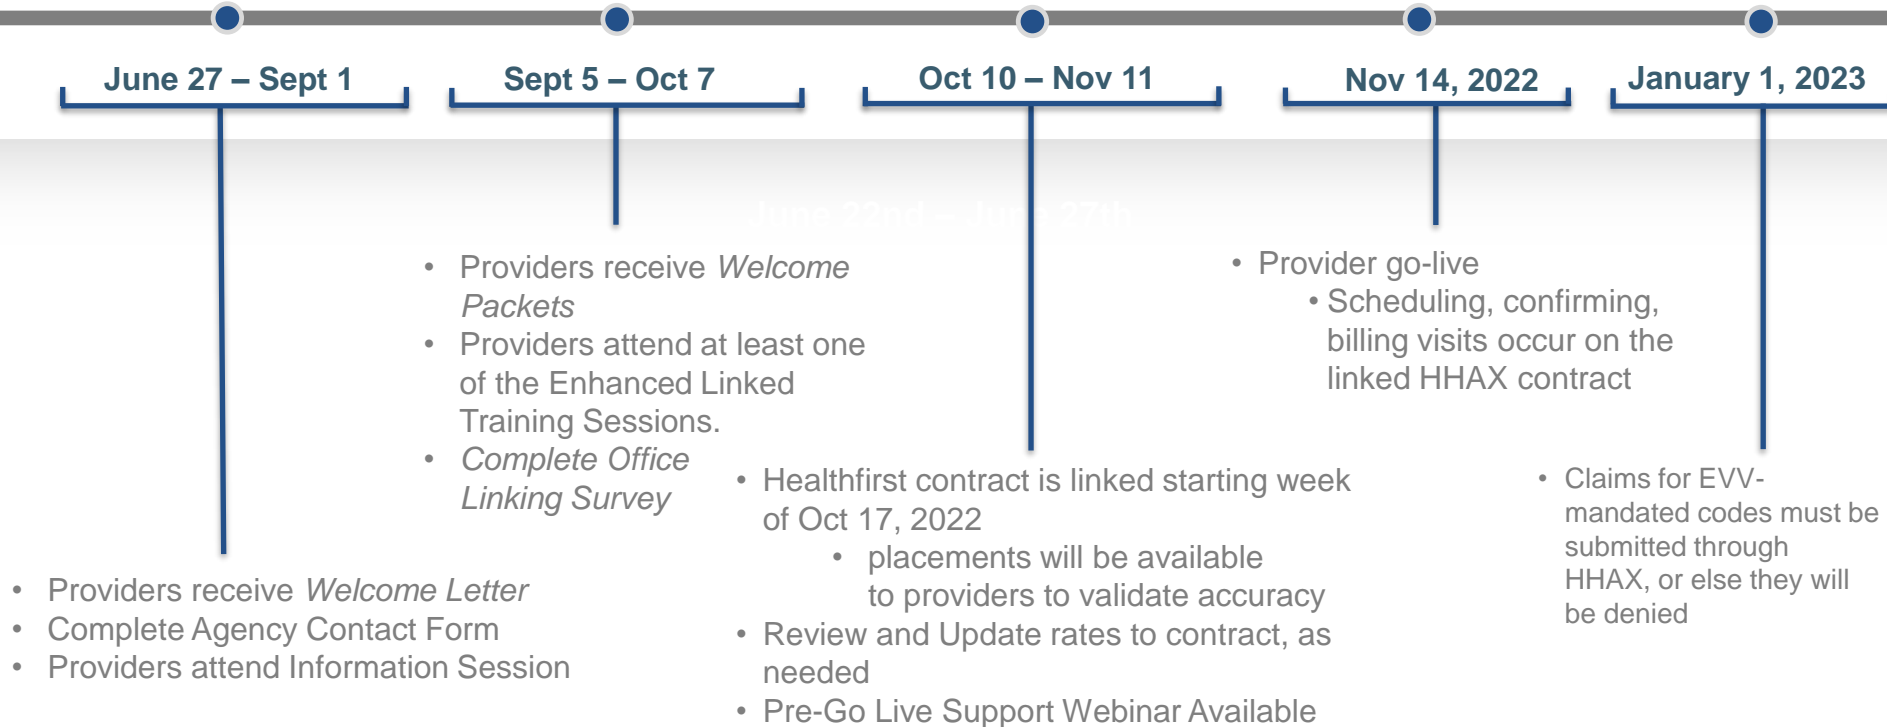 June 27 – Sept 1
Sept 5 – Oct 7
Oct 10 – Nov 11
Nov 14, 2022
January 1, 2023
June 22nd – June 27th
• Providers receive Welcome Letter
• Complete Agency Contact Form
• Providers attend Information Session
• Providers receive Welcome
Packets
• Providers attend at least one
of the Enhanced Linked
Training Sessions.
• Complete Office
Linking Survey
• Healthfirst contract is linked starting week
of Oct 17, 2022
• placements will be available
to providers to validate accuracy
• Review and Update rates to contract, as
needed
• Pre-Go Live Support Webinar Available
• Provider go-live
• Scheduling, confirming,
billing visits occur on the
linked HHAX contract
• Claims for EVV-
mandated codes must be
submitted through
HHAX, or else they will
be denied